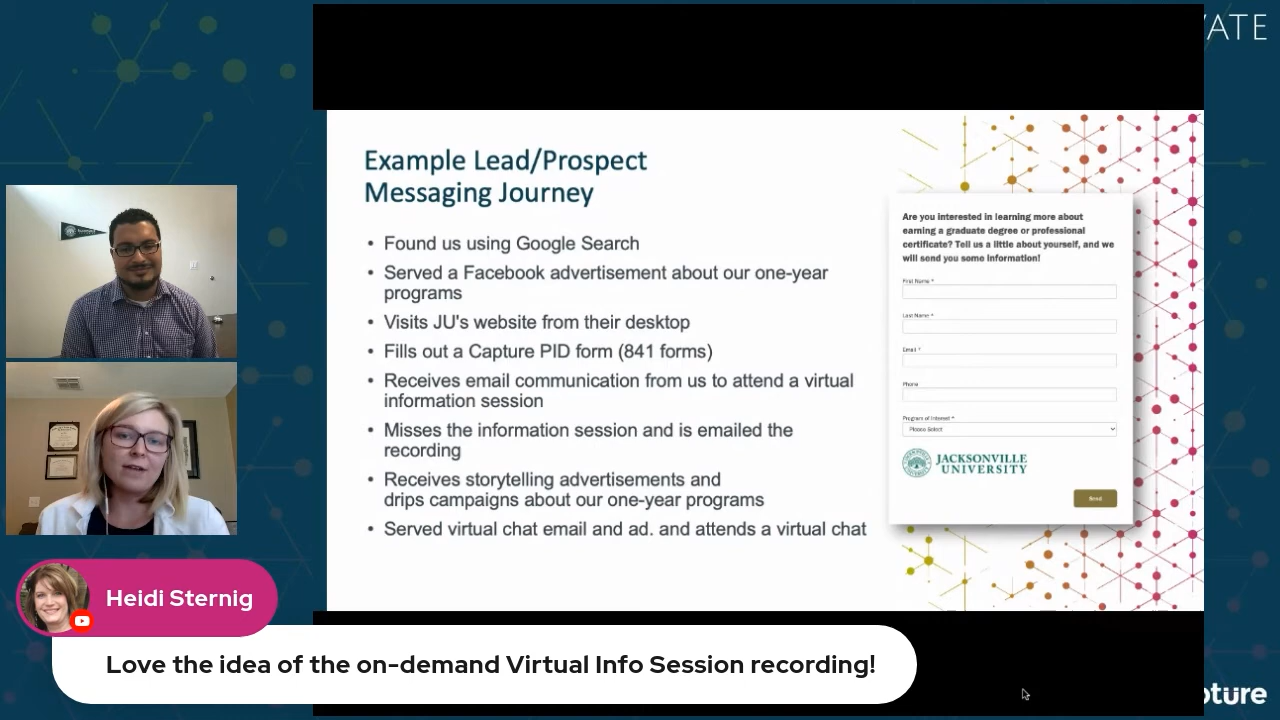 Example Lead/Prospect
Messaging Journey
• Found us using Google Search
• Served a Facebook advertisement about our one-year
programs
• Visits JU's website from their desktop
• Fills out a Capture PID form (841 forms)
• Receives email communication from us to attend a virtual
information session
• Misses the information session and is emailed the
recording
• Receives storytelling advertisements and
drips campaigns about our one-year programs
• Served virtual chat email and ad. and attends a virtual chat
Are you interested in learning more about
earning a graduate degree or professional
certificate? Tell us a little about yourself, and we
will send you some information!
First Name *
Last Name *
Email *
Phone
Program of Interest *
Please Select
JACKSONVILLE
UNIVERSITY
Send
Heidi Sternig
Love the idea of the on-demand Virtual Info Session recording!